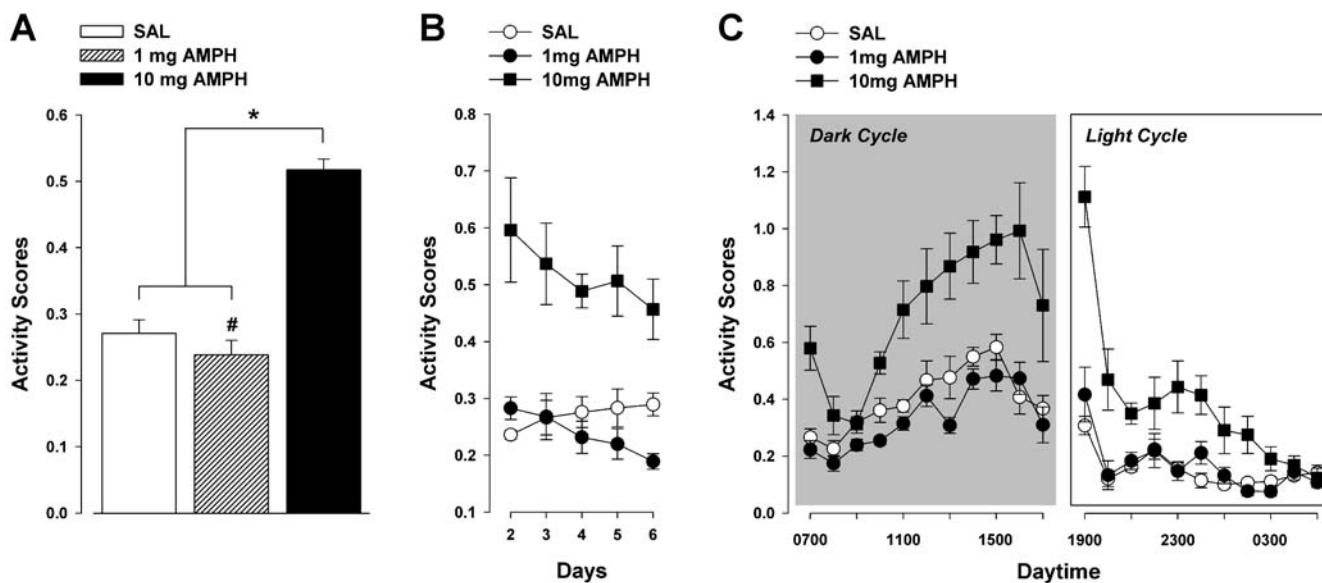 A
SAL
1 mg AMPH
10 mg AMPH
Activity Scores
0.6
0.5
0.4
0.3
0.2
0.1
0.0
*
#
B
SAL
1mg AMPH
10mg AMPH
Activity Scores
0.8
0.7
0.6
0.5
0.4
0.3
0.2
0.1
2 3 4 5 6
Days
C
SAL
1mg AMPH
10mg AMPH
Activity Scores
1.4
1.2
1.0
0.8
0.6
0.4
0.2
0.0
Dark Cycle
Light Cycle
0700 1100 1500 1900 2300 0300
Daytime